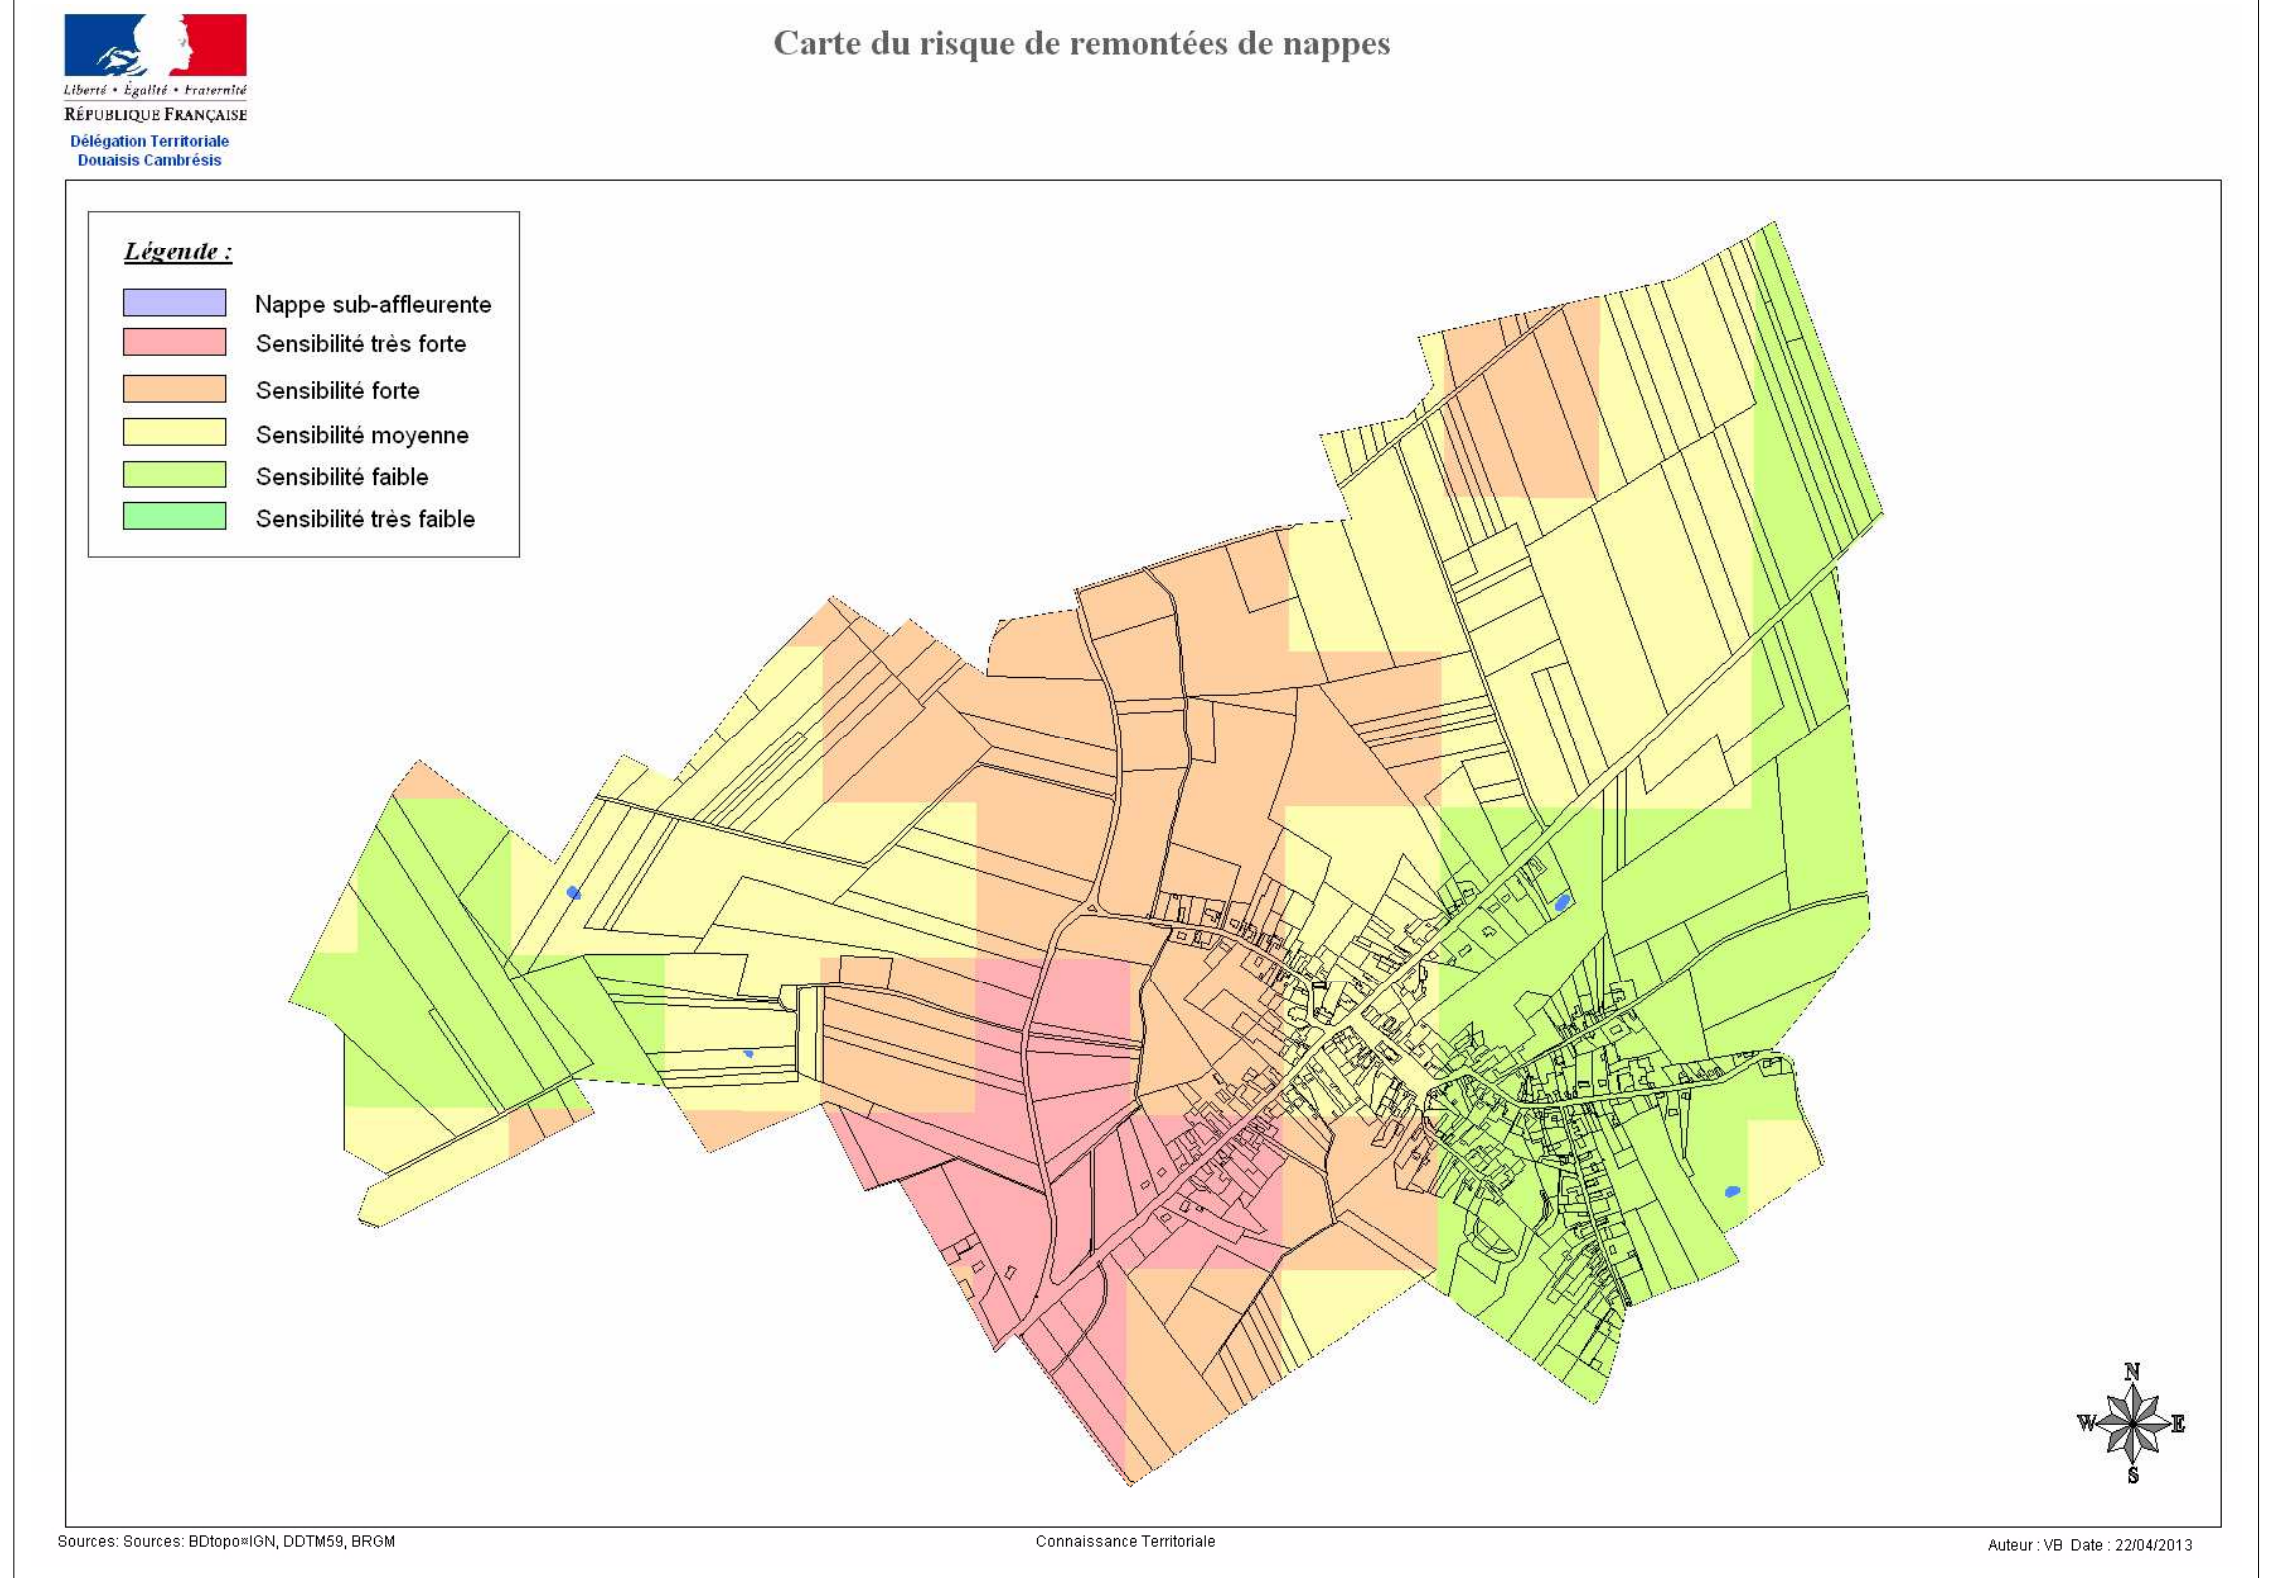 Carte du risque de remontées de nappes
Liberté • Égalité • Fraternité
RÉPUBLIQUE FRANÇAISE
Délégation Territoriale
Douaisis Cambrésis
Légende :
Nappe sub-affleurente
Sensibilité très forte
Sensibilité forte
Sensibilité moyenne
Sensibilité faible
Sensibilité très faible
N
W E
S
Sources: Sources: BDtopo¤IGN, DDTM59, BRGM
Connaissance Territoriale
Auteur : VB Date : 22/04/2013